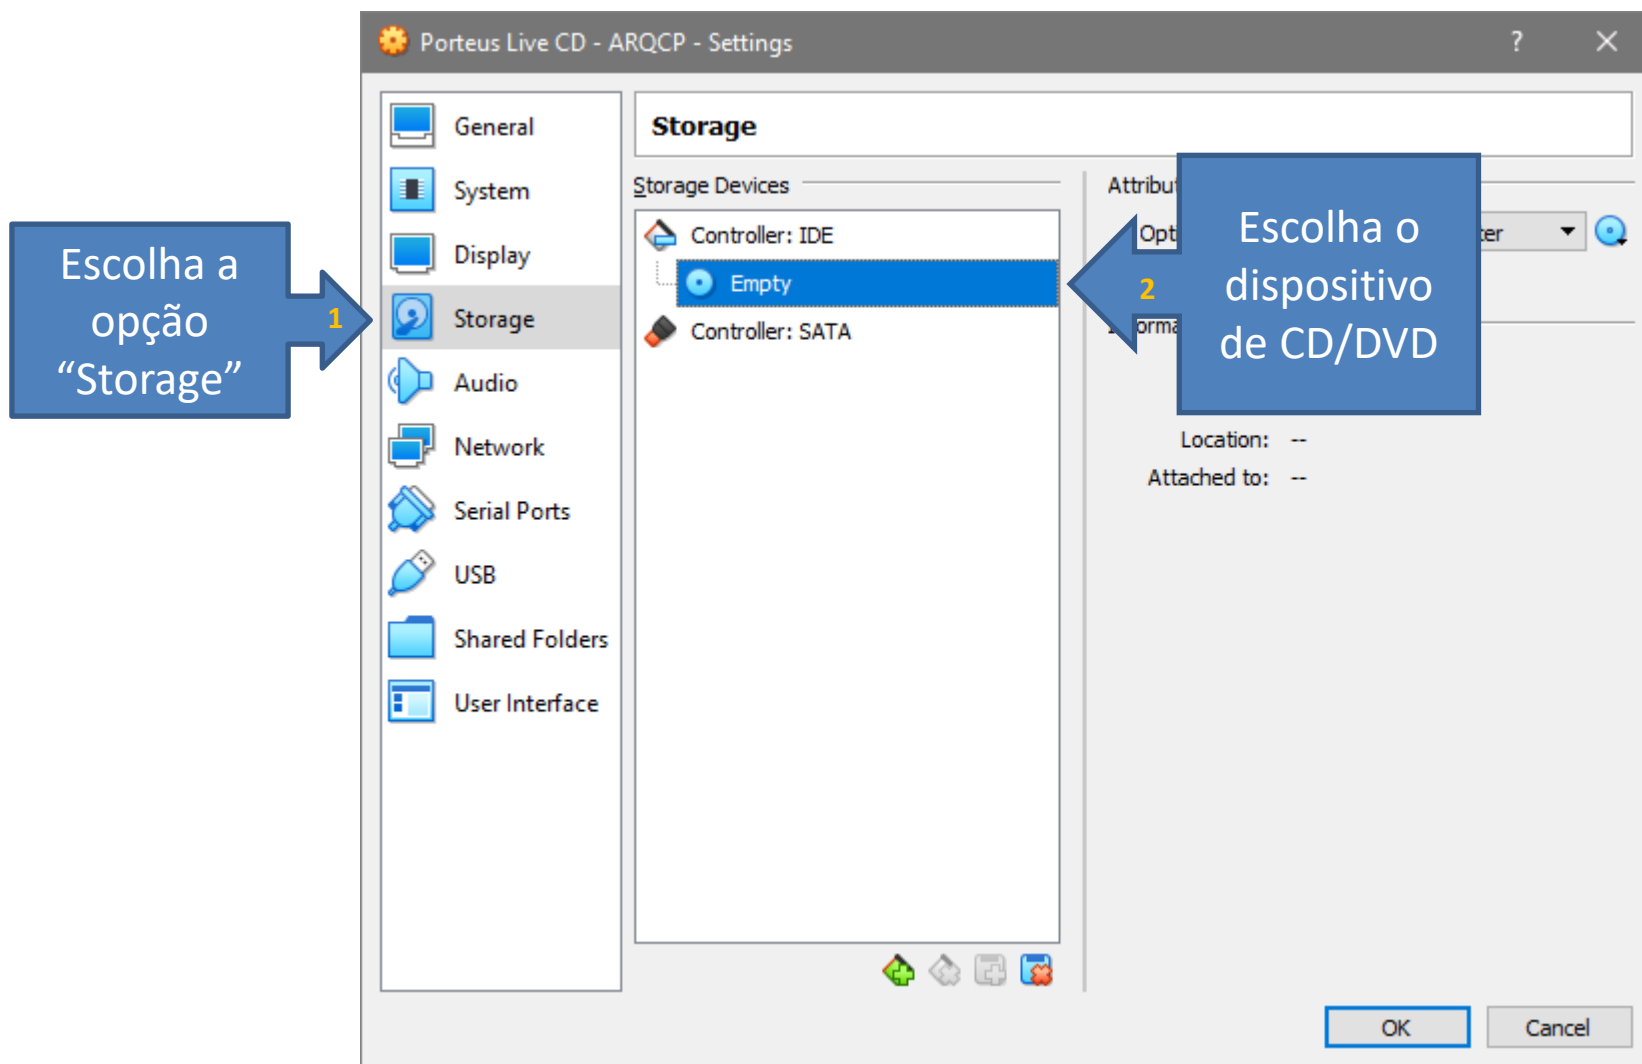 Porteus Live CD - ARQCP - Settings
?
General
System
Display
Storage
Audio
Network
Serial Ports
USB
Shared Folders
User Interface
Storage
Storage Devices
Controller: IDE
Empty
Controller: SATA
Location: --
Attached to: --
OK
Cancel
Escolha a
opção
“Storage”
1
2
Escolha o
dispositivo
de CD/DVD